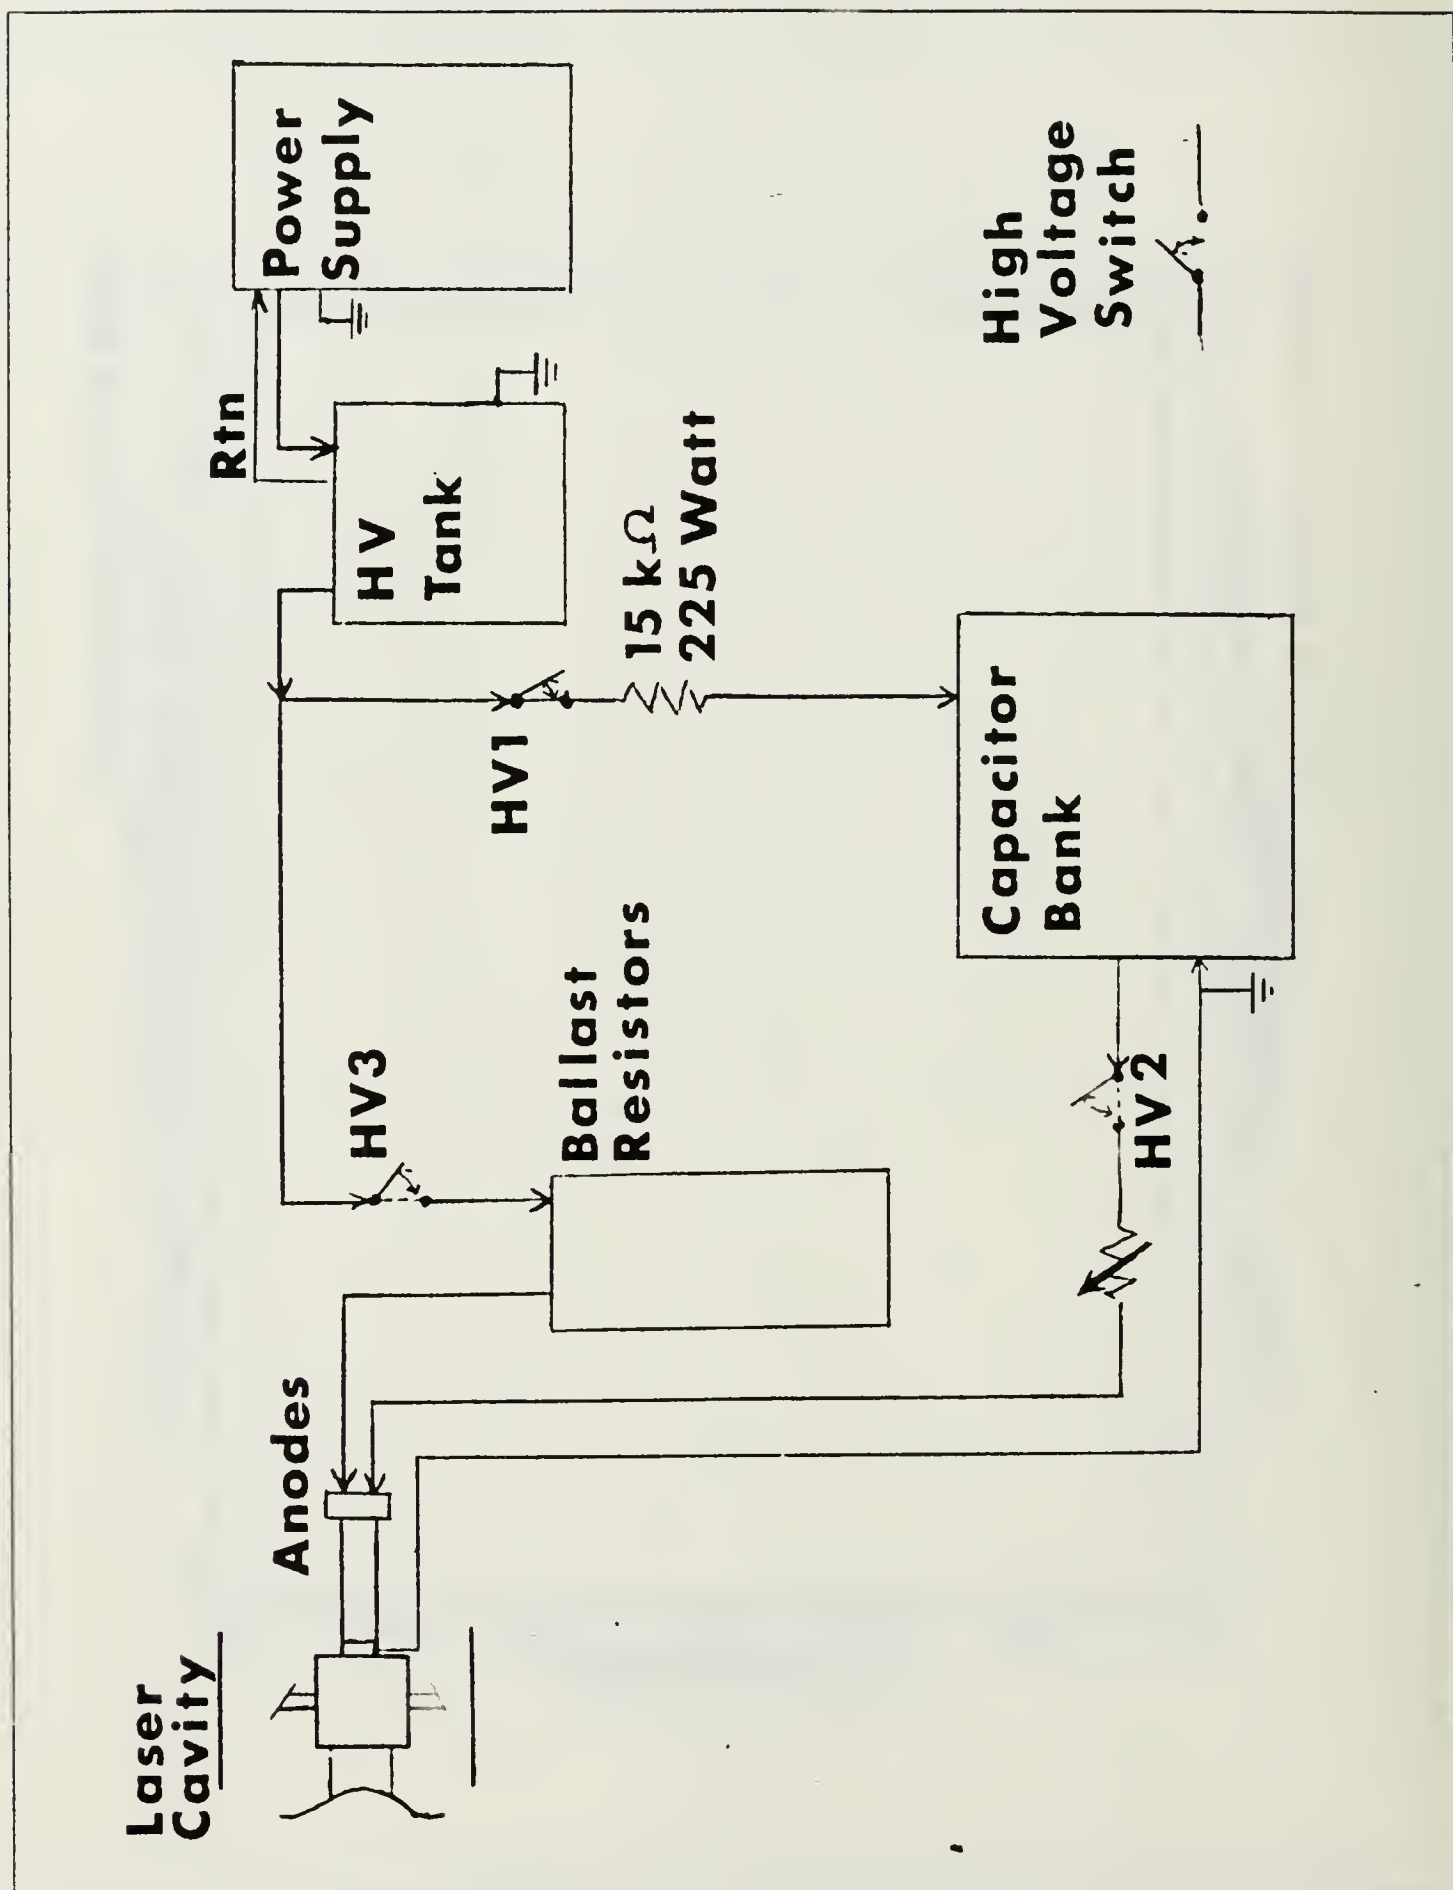 Laser
Cavity
Anodes
HV3
Ballast
Resistors
HV1
Rtn
HV
Tank
Power
Supply
15 kΩ
225 Watt
Capacitor
Bank
HV2
High
Voltage
Switch